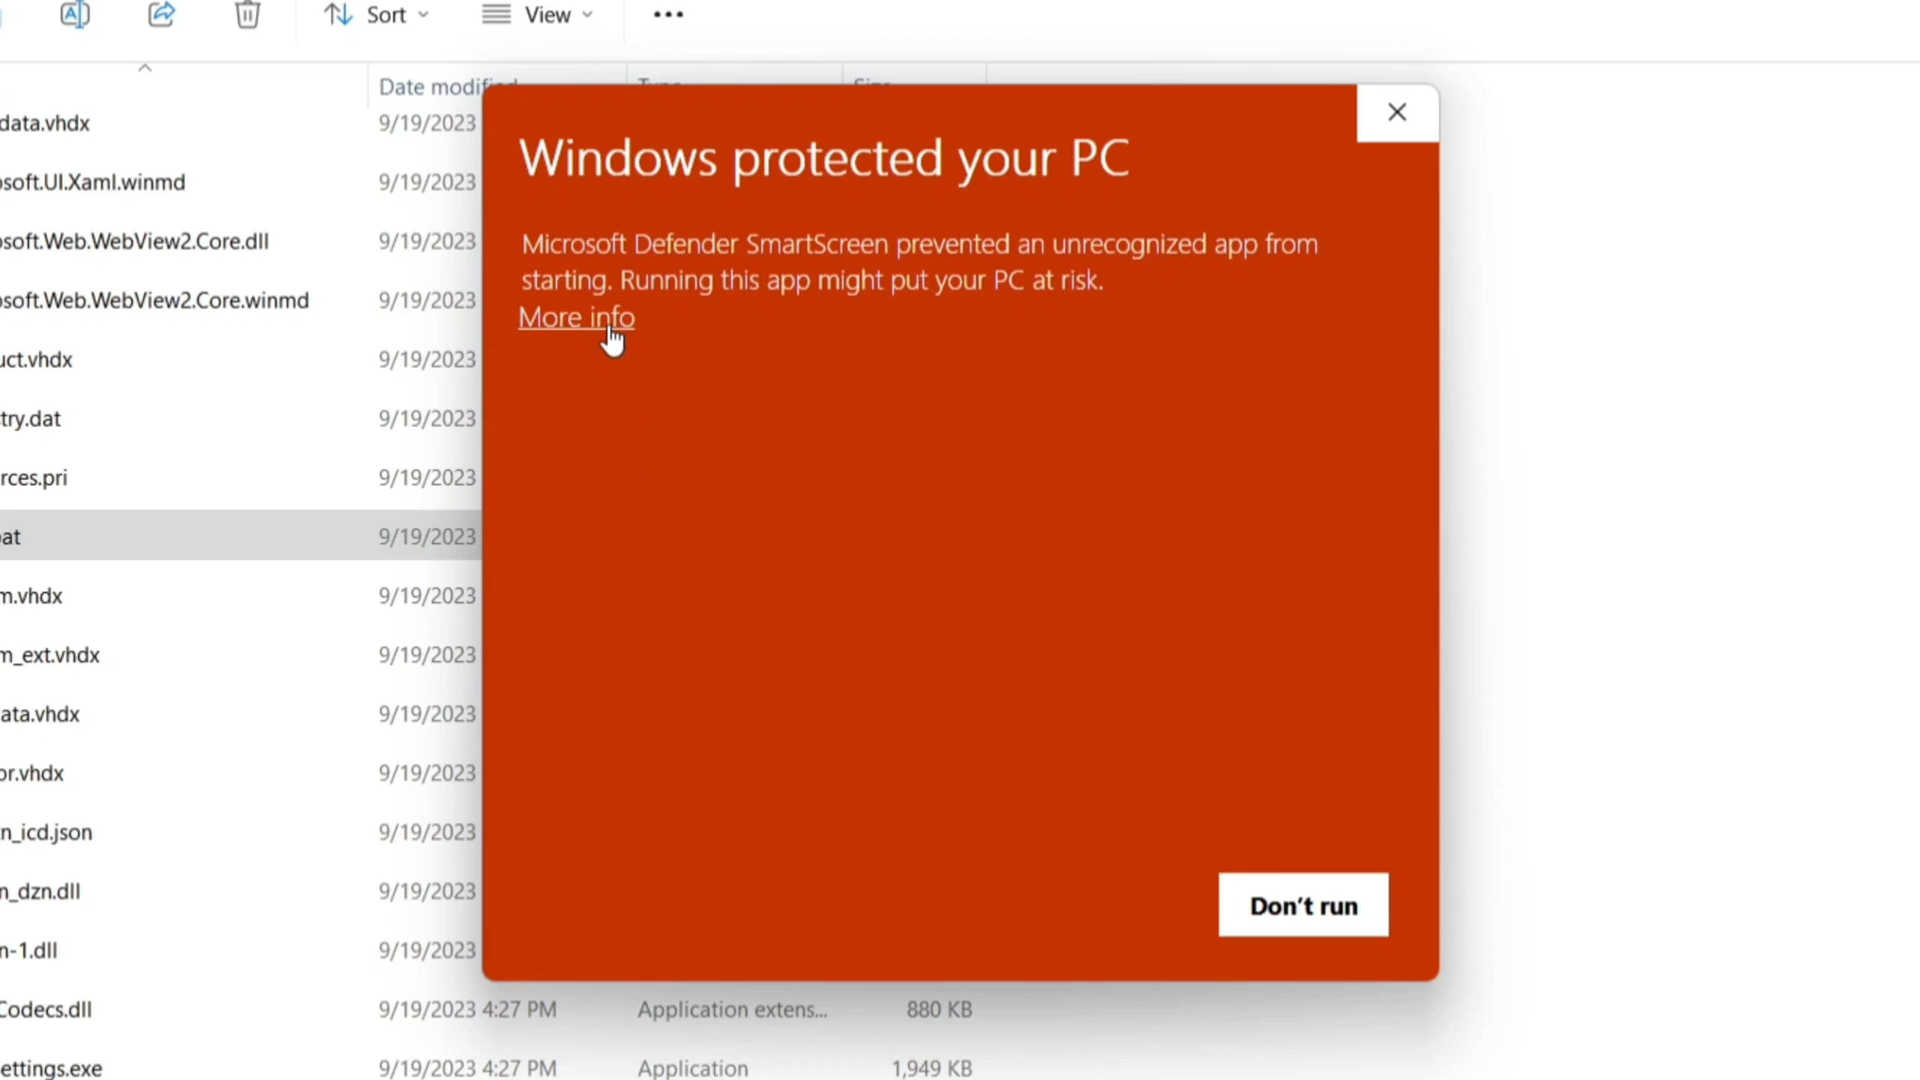 Sort
View
Date modified
data.vhdx 9/19/2023
osoft.UI.Xaml.winmd 9/19/2023
osoft.Web.WebView2.Core.dll 9/19/2023
osoft.Web.WebView2.Core.winmd 9/19/2023
uct.vhdx 9/19/2023
try.dat 9/19/2023
rces.pri 9/19/2023
bat 9/19/2023
m.vhdx 9/19/2023
m_ext.vhdx 9/19/2023
ata.vhdx 9/19/2023
or.vhdx 9/19/2023
n_icd.json 9/19/2023
n_dzn.dll 9/19/2023
n-1.dll 9/19/2023
Codecs.dll 9/19/2023 4:27 PM Application extens... 880 KB
ettings.exe 9/19/2023 4:27 PM Application 1,949 KB
Windows protected your PC
Microsoft Defender SmartScreen prevented an unrecognized app from
starting. Running this app might put your PC at risk.
More info
Don't run